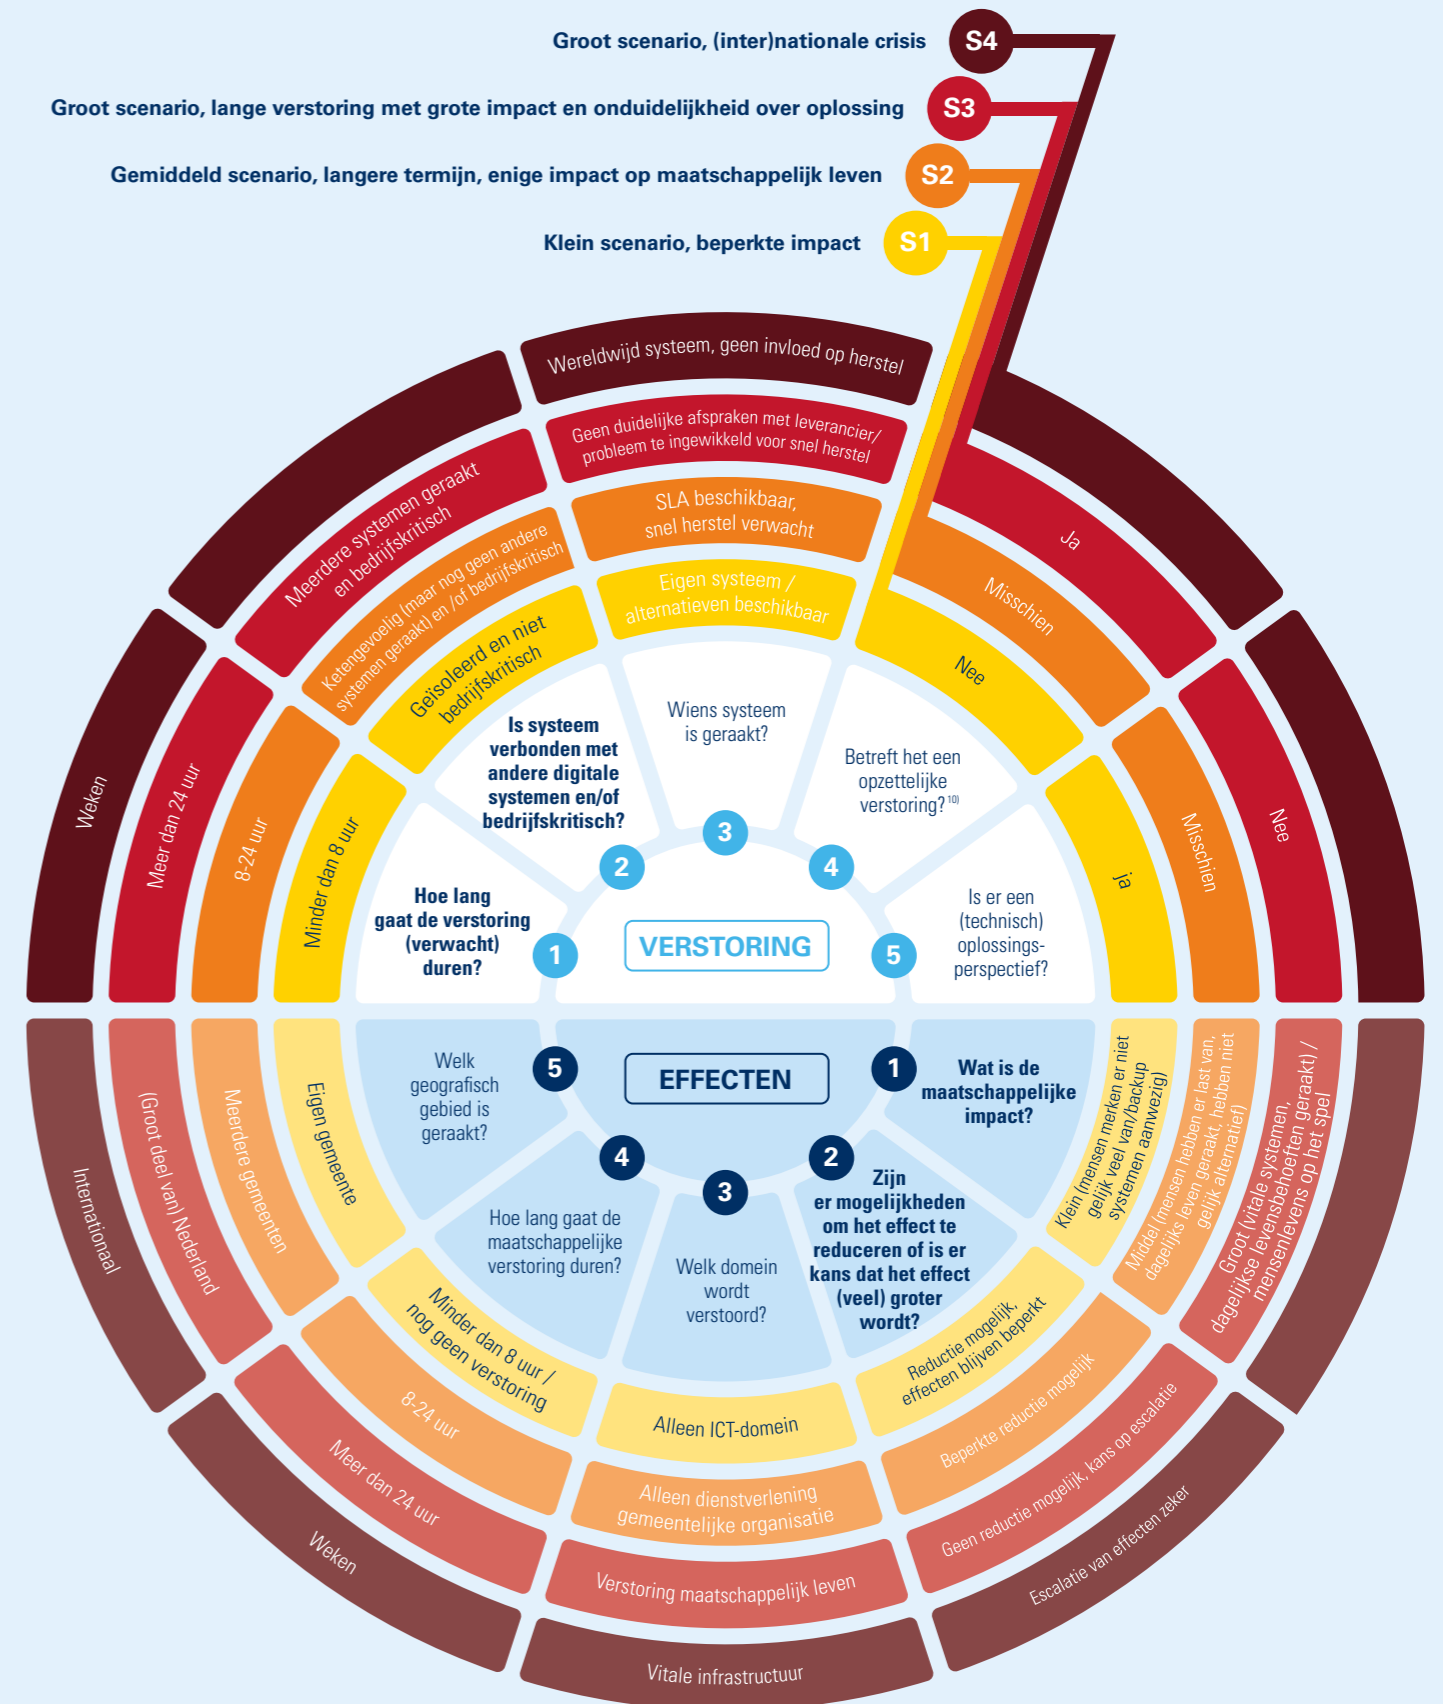 Groot scenario, (inter)nationale crisis
S4
Groot scenario, lange verstoring met grote impact en onduidelijkheid over oplossing
S3
Gemiddeld scenario, langere termijn, enige impact op maatschappelijk leven
S2
Klein scenario, beperkte impact
S1
VERSTORING
1
Hoe lang
gaat de verstoring
(verwacht)
duren?
Minder dan 8 uur
8-24 uur
Meer dan 24 uur
Weken
2
Is systeem
verbonden met
andere digitale
systemen en/of
bedrijfskritisch?
Geïsoleerd en niet
bedrijfskritisch
Ketengevoelig (maar nog geen andere
systemen geraakt) en /of bedrijfskritisch
Meerdere systemen geraakt
en bedrijfskritisch
3
Wiens systeem
is geraakt?
Eigen systeem /
alternatieven beschikbaar
SLA beschikbaar,
snel herstel verwacht
Geen duidelijke afspraken met leverancier/
probleem te ingewikkeld voor snel herstel
Wereldwijd systeem, geen invloed op herstel
4
Betreft het een
opzettelijke
verstoring? 10)
Nee
Misschien
Ja
5
Is er een
(technisch)
oplossings-
perspectief?
ja
Misschien
Nee
EFFECTEN
1
Wat is de
maatschappelijke
impact?
Klein (mensen merken er niet
gelijk veel van/backup
systemen aanwezig)
Middel (mensen hebben er last van,
dagelijks leven geraakt, hebben niet
gelijk alternatief)
Groot (vitale systemen,
dagelijkse levensbehoeften geraakt) /
mensenlevens op het spel
2
Zijn
er mogelijkheden
om het effect te
reduceren of is er
kans dat het effect
(veel) groter
wordt?
Reductie mogelijk,
effecten blijven beperkt
Beperkte reductie mogelijk
Geen reductie mogelijk, kans op escalatie
Escalatie van effecten zeker
3
Welk domein
wordt
verstoord?
Alleen ICT-domein
Alleen dienstverlening
gemeentelijke organisatie
Verstoring maatschappelijk leven
Vitale infrastructuur
4
Hoe lang gaat de
maatschappelijke
verstoring duren?
Minder dan 8 uur /
nog geen verstoring
8-24 uur
Meer dan 24 uur
Weken
5
Welk
geografisch
gebied is
geraakt?
Eigen gemeente
Meerdere gemeenten
(Groot deel van) Nederland
Internationaal